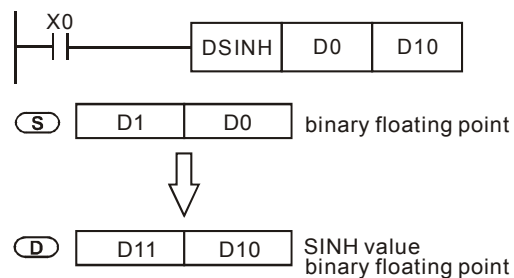 X0
DSINH D0 D10
S D1 D0 binary floating point
D D11 D10 SINH value
binary floating point